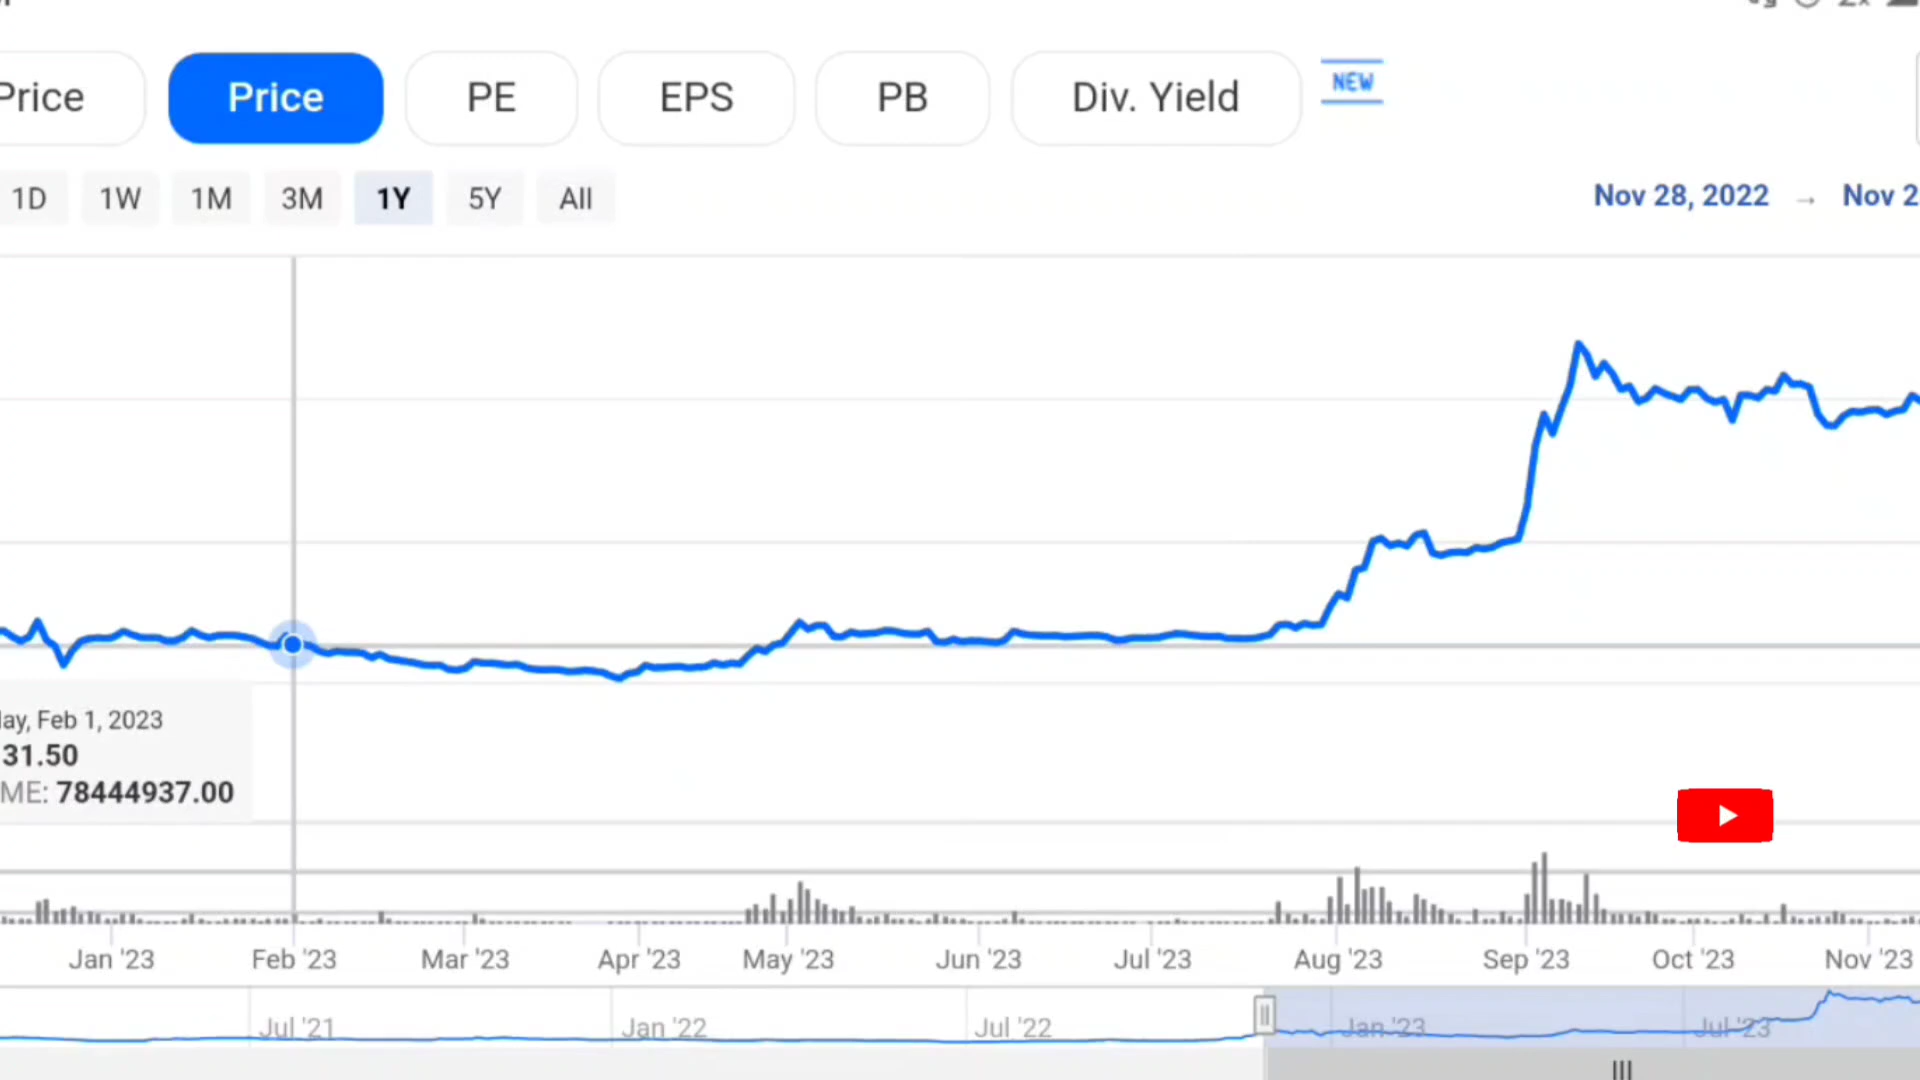 Price Price PE EPS PB Div. Yield NEW
1D 1W 1M 3M 1Y 5Y All Nov 28, 2022 → Nov 2
ay, Feb 1, 2023
31.50
ME: 78444937.00
Jan '23 Feb '23 Mar '23 Apr '23 May '23 Jun '23 Jul '23 Aug '23 Sep '23 Oct '23 Nov '23
Jul '21 Jan '22 Jul '22 Jan '23 Jul '23